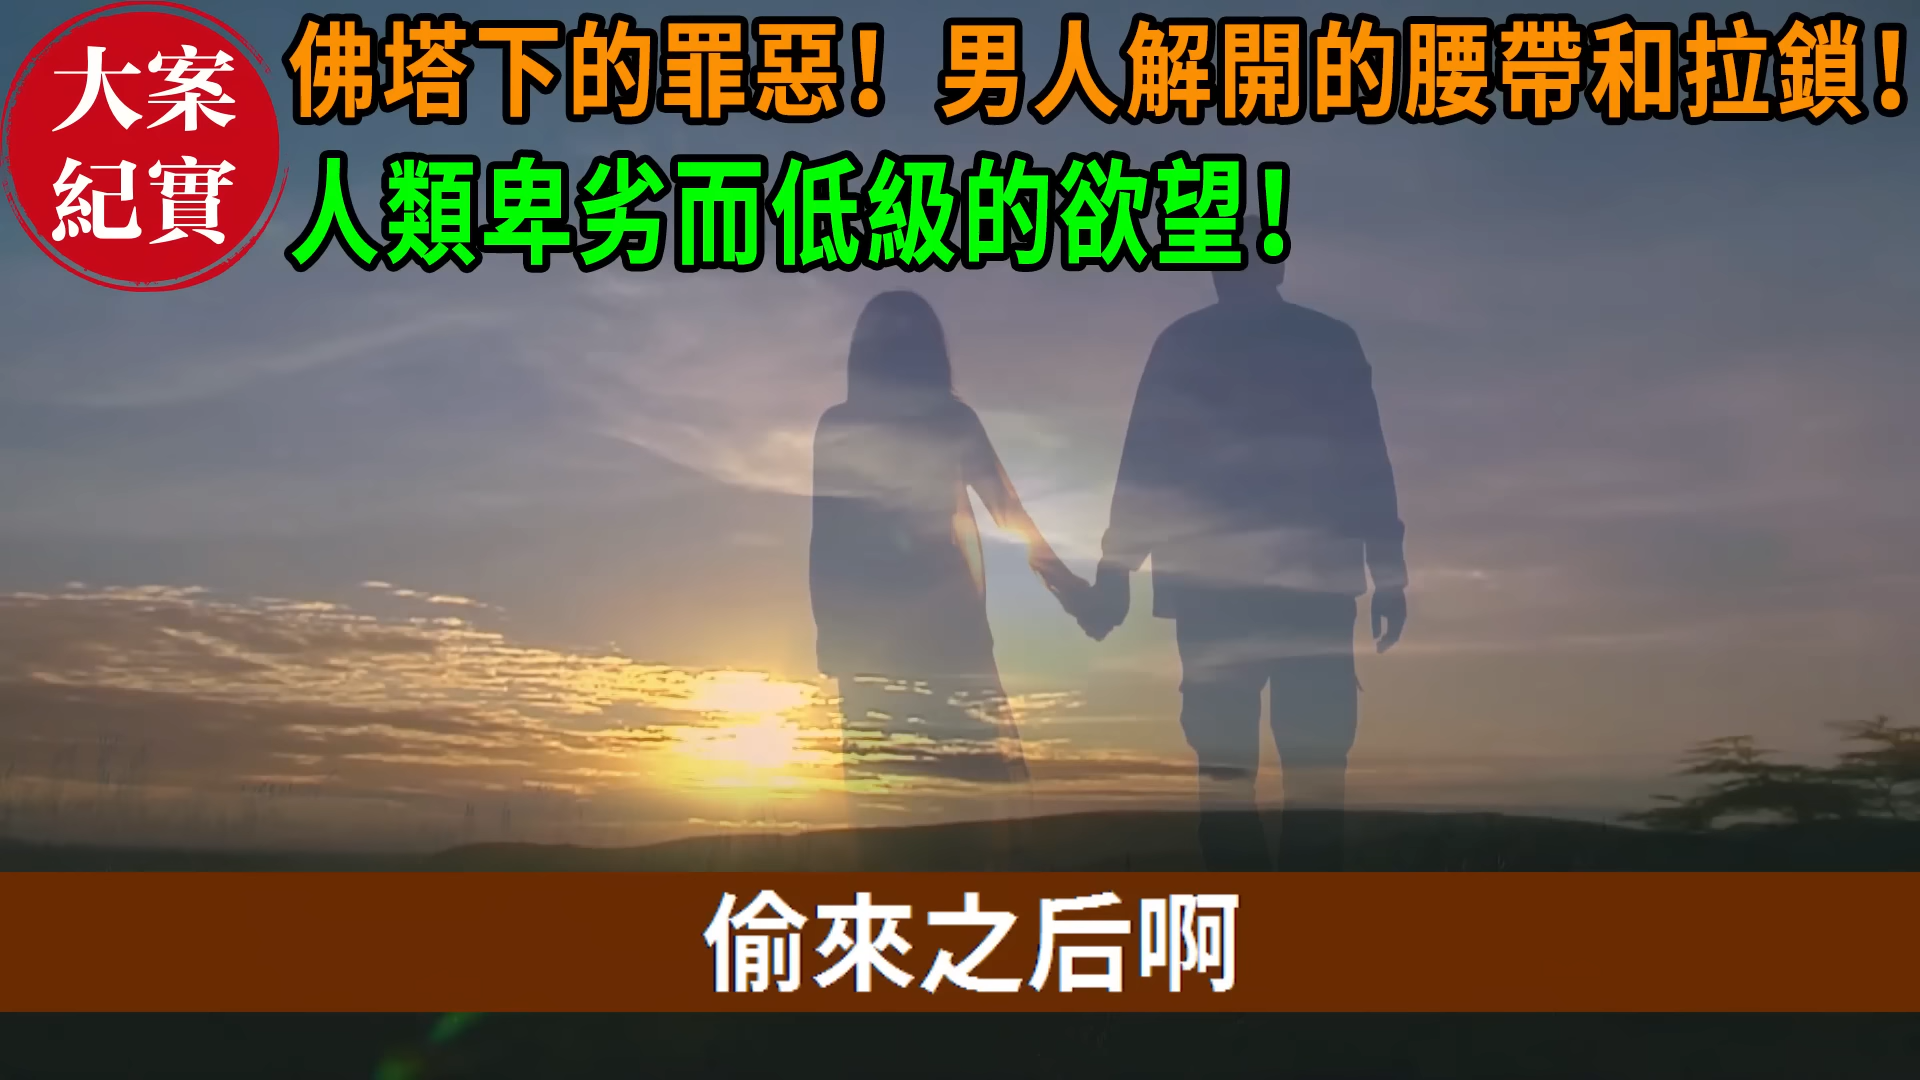 大案
紀實
佛塔下的罪惡！男人解開的腰帶和拉鎖！
人類卑劣而低級的欲望！
偷來之后啊